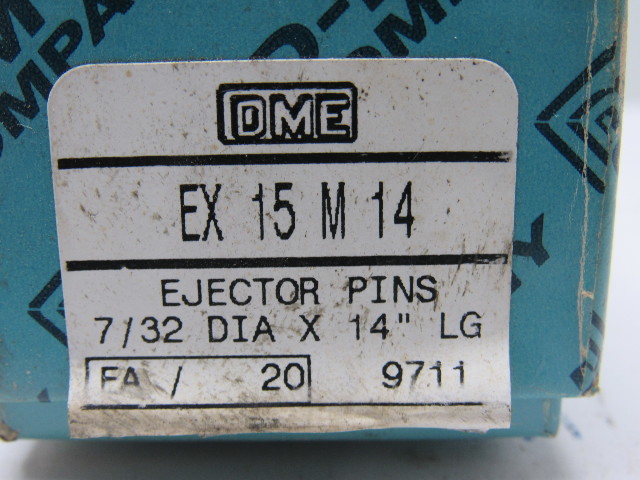 DME
EX 15 M 14
EJECTOR PINS
7/32 DIA X 14" LG
EA / 20 9711